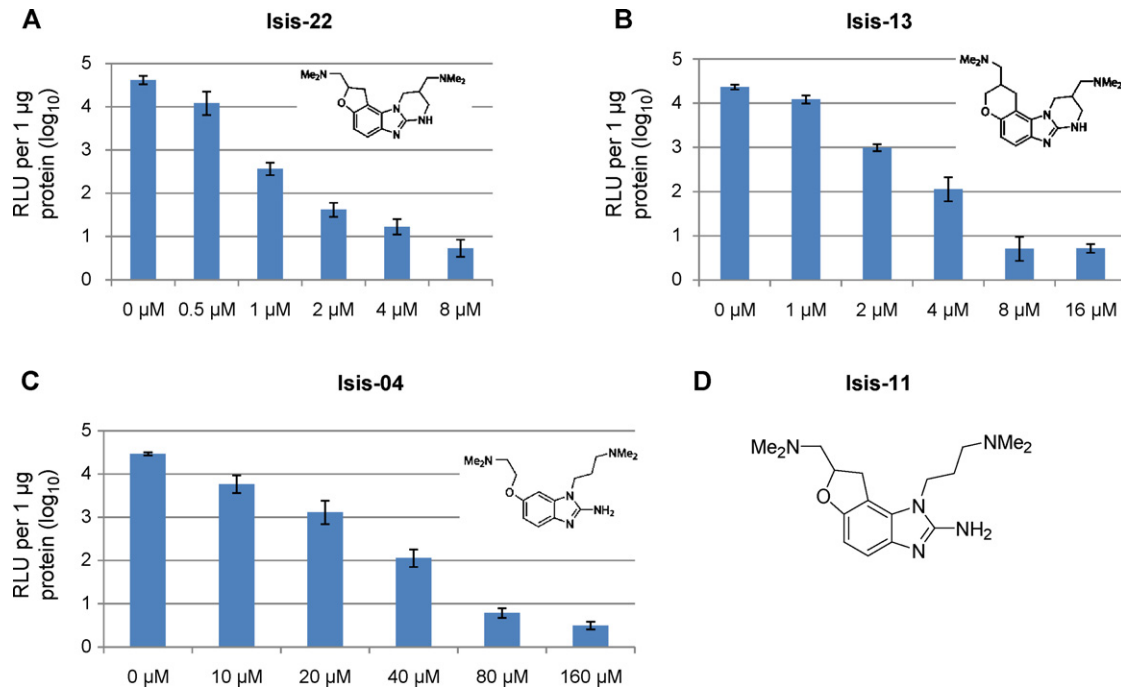 A
Isis-22
RLU per 1 µg
protein (log10)
5
4
3
2
1
0
0 µM 0.5 µM 1 µM 2 µM 4 µM 8 µM
Me2N
NMe2
O
N
N
NH
B
Isis-13
RLU per 1 µg
protein (log10)
5
4
3
2
1
0
0 µM 1 µM 2 µM 4 µM 8 µM 16 µM
Me2N
NMe2
O
N
N
NH
C
Isis-04
RLU per 1 µg
protein (log10)
5
4
3
2
1
0
0 µM 10 µM 20 µM 40 µM 80 µM 160 µM
Me2N
NMe2
O
N
N
NH2
D
Isis-11
Me2N
NMe2
O
N
N
NH2